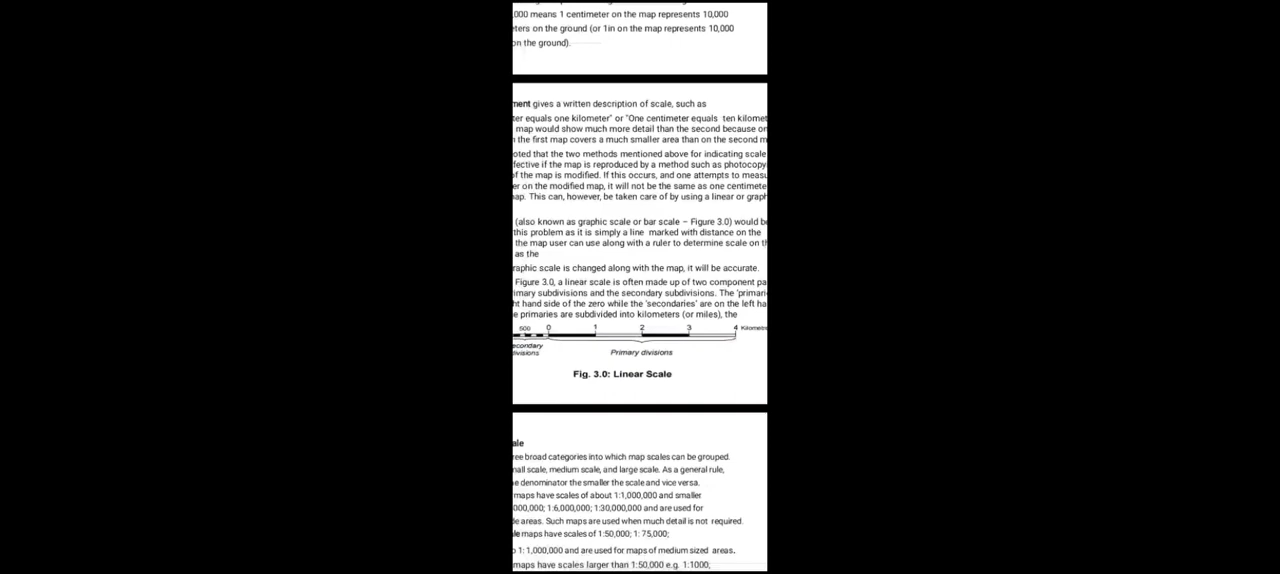 ,000 means 1 centimeter on the map represents 10,000
eters on the ground (or 1in on the map represents 10,000
on the ground).
ment gives a written description of scale, such as
ter equals one kilometer" or "One centimeter equals ten kilomet
map would show much more detail than the second because on
the first map covers a much smaller area than on the second m
oted that the two methods mentioned above for indicating scale
fective if the map is reproduced by a method such as photocopy
of the map is modified. If this occurs, and one attempts to measu
er on the modified map, it will not be the same as one centimete
nap. This can, however, be taken care of by using a linear or graph
(also known as graphic scale or bar scale – Figure 3.0) would be
this problem as it is simply a line marked with distance on the
the map user can use along with a ruler to determine scale on th
as the
raphic scale is changed along with the map, it will be accurate.
Figure 3.0, a linear scale is often made up of two component pa
imary subdivisions and the secondary subdivisions. The 'primari
ht hand side of the zero while the 'secondaries' are on the left ha
e primaries are subdivided into kilometers (or miles), the
500 0 1 2 3 4 Kilometre
econdary
ivisions
Primary divisions
Fig. 3.0: Linear Scale
ale
ree broad categories into which map scales can be grouped.
nall scale, medium scale, and large scale. As a general rule,
e denominator the smaller the scale and vice versa.
maps have scales of about 1:1,000,000 and smaller
000,000; 1:6,000,000; 1:30,000,000 and are used for
de areas. Such maps are used when much detail is not required.
le maps have scales of 1:50,000; 1: 75,000;
o 1: 1,000,000 and are used for maps of medium sized areas.
maps have scales larger than 1:50,000 e.g. 1:1000,